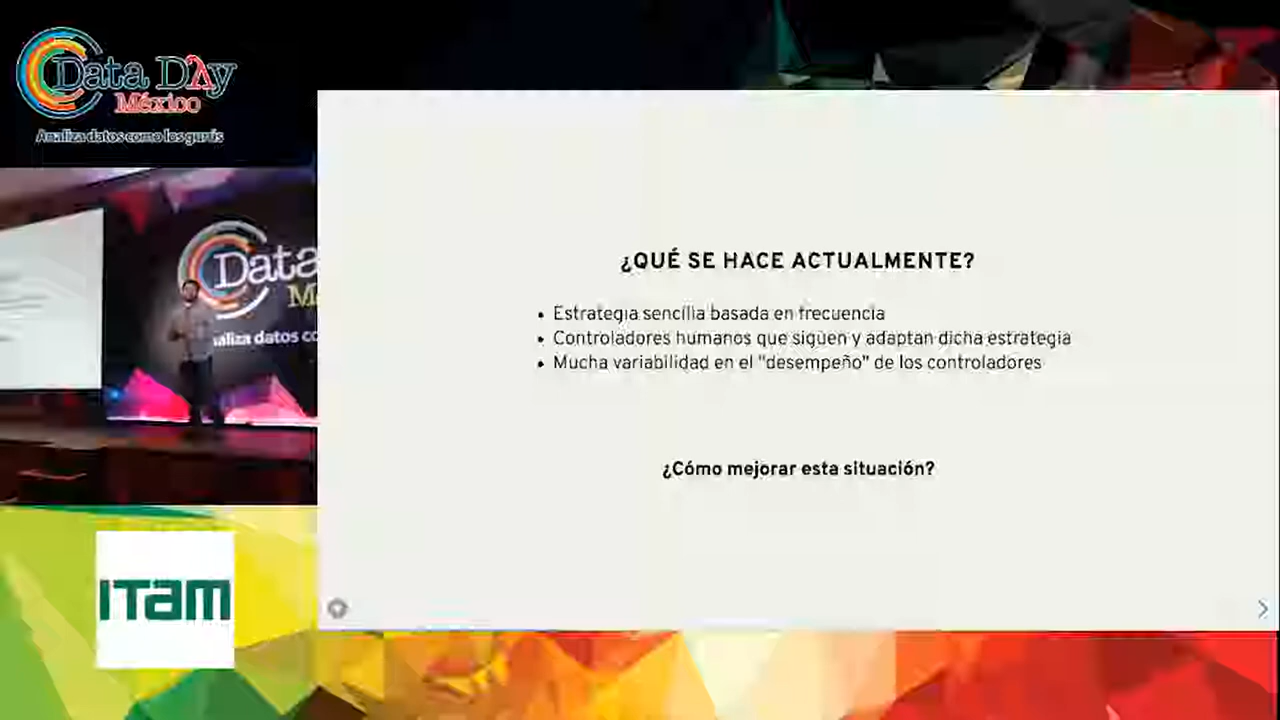 Data Day
México
Analiza datos como los gurús
Data
aliza datos co
¿QUÉ SE HACE ACTUALMENTE?
• Estrategia sencilla basada en frecuencia
• Controladores humanos que siguen y adaptan dicha estrategia
• Mucha variabilidad en el "desempeño" de los controladores
¿Cómo mejorar esta situación?
ITAM